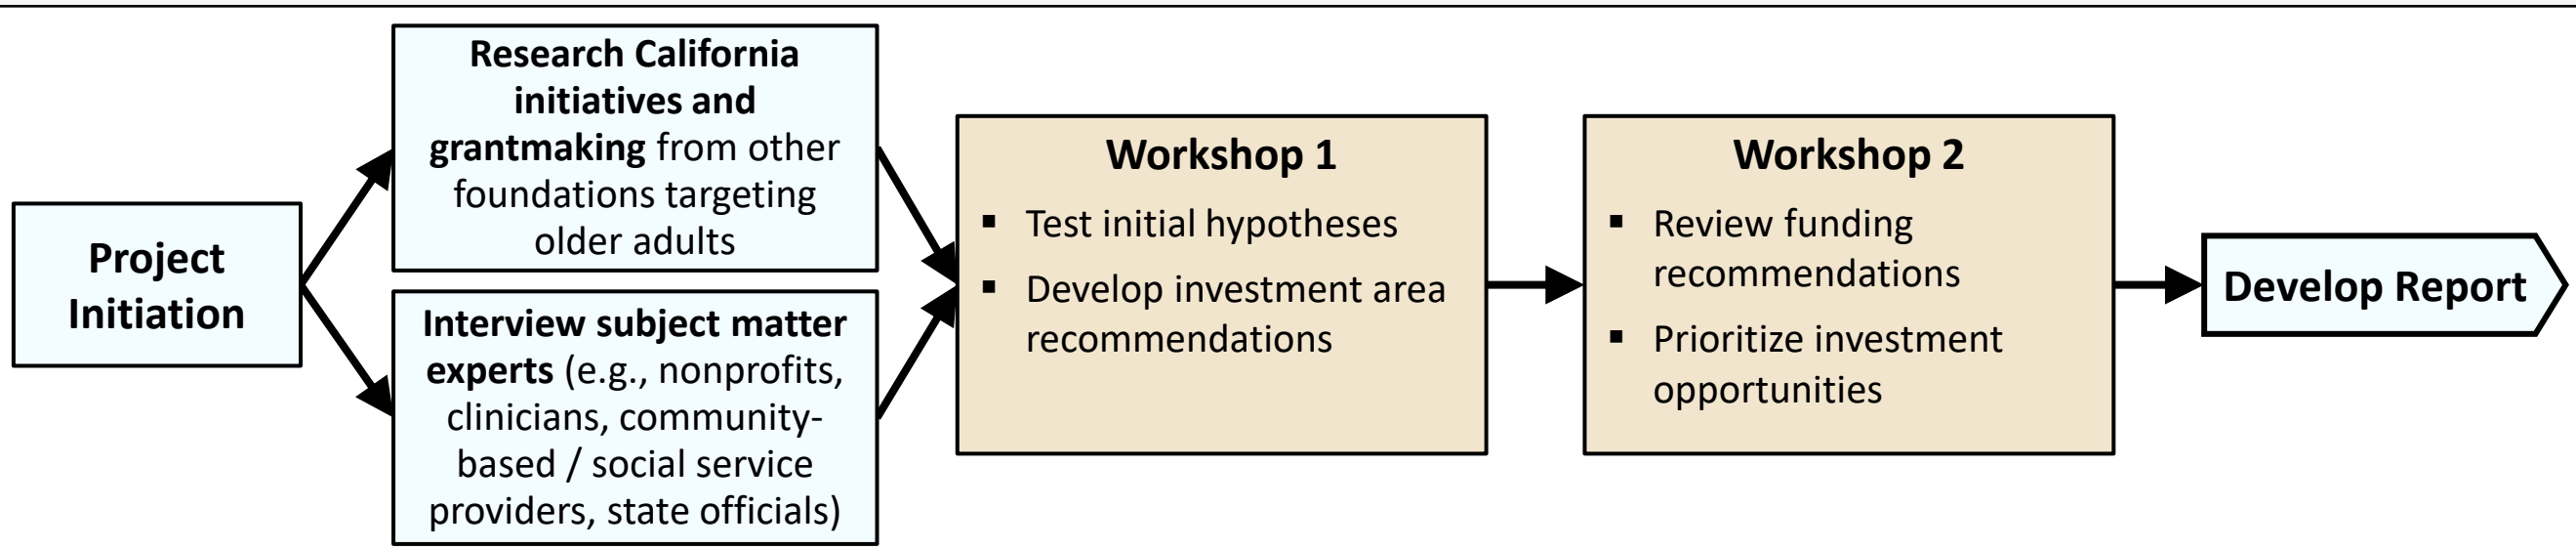 Project
Initiation
Research California
initiatives and
grantmaking from other
foundations targeting
older adults
Interview subject matter
experts (e.g., nonprofits,
clinicians, community-
based / social service
providers, state officials)
Workshop 1
▪ Test initial hypotheses
▪ Develop investment area
recommendations
Workshop 2
▪ Review funding
recommendations
▪ Prioritize investment
opportunities
Develop Report